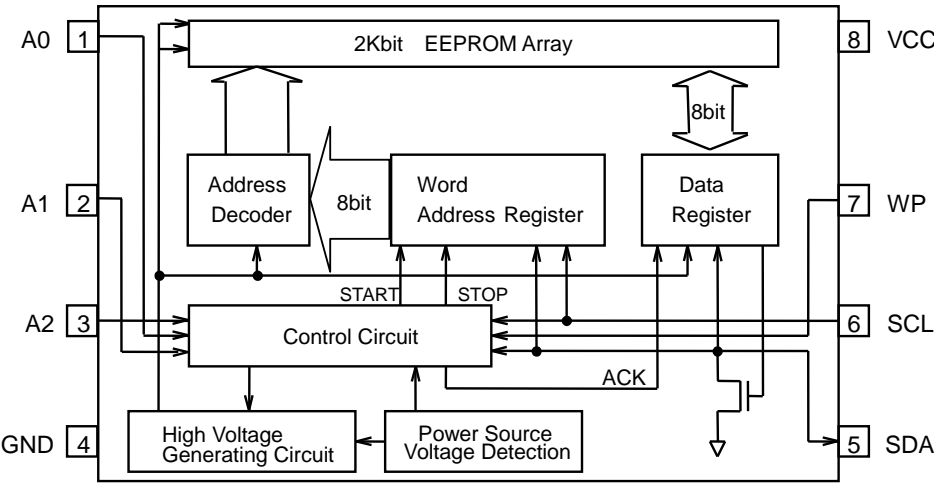 A0 1
2Kbit EEPROM Array
8 VCC
8bit
A1 2
Address
Decoder
8bit
Word
Address Register
Data
Register
7 WP
START
STOP
A2 3
Control Circuit
6 SCL
ACK
GND 4
High Voltage
Generating Circuit
Power Source
Voltage Detection
5 SDA